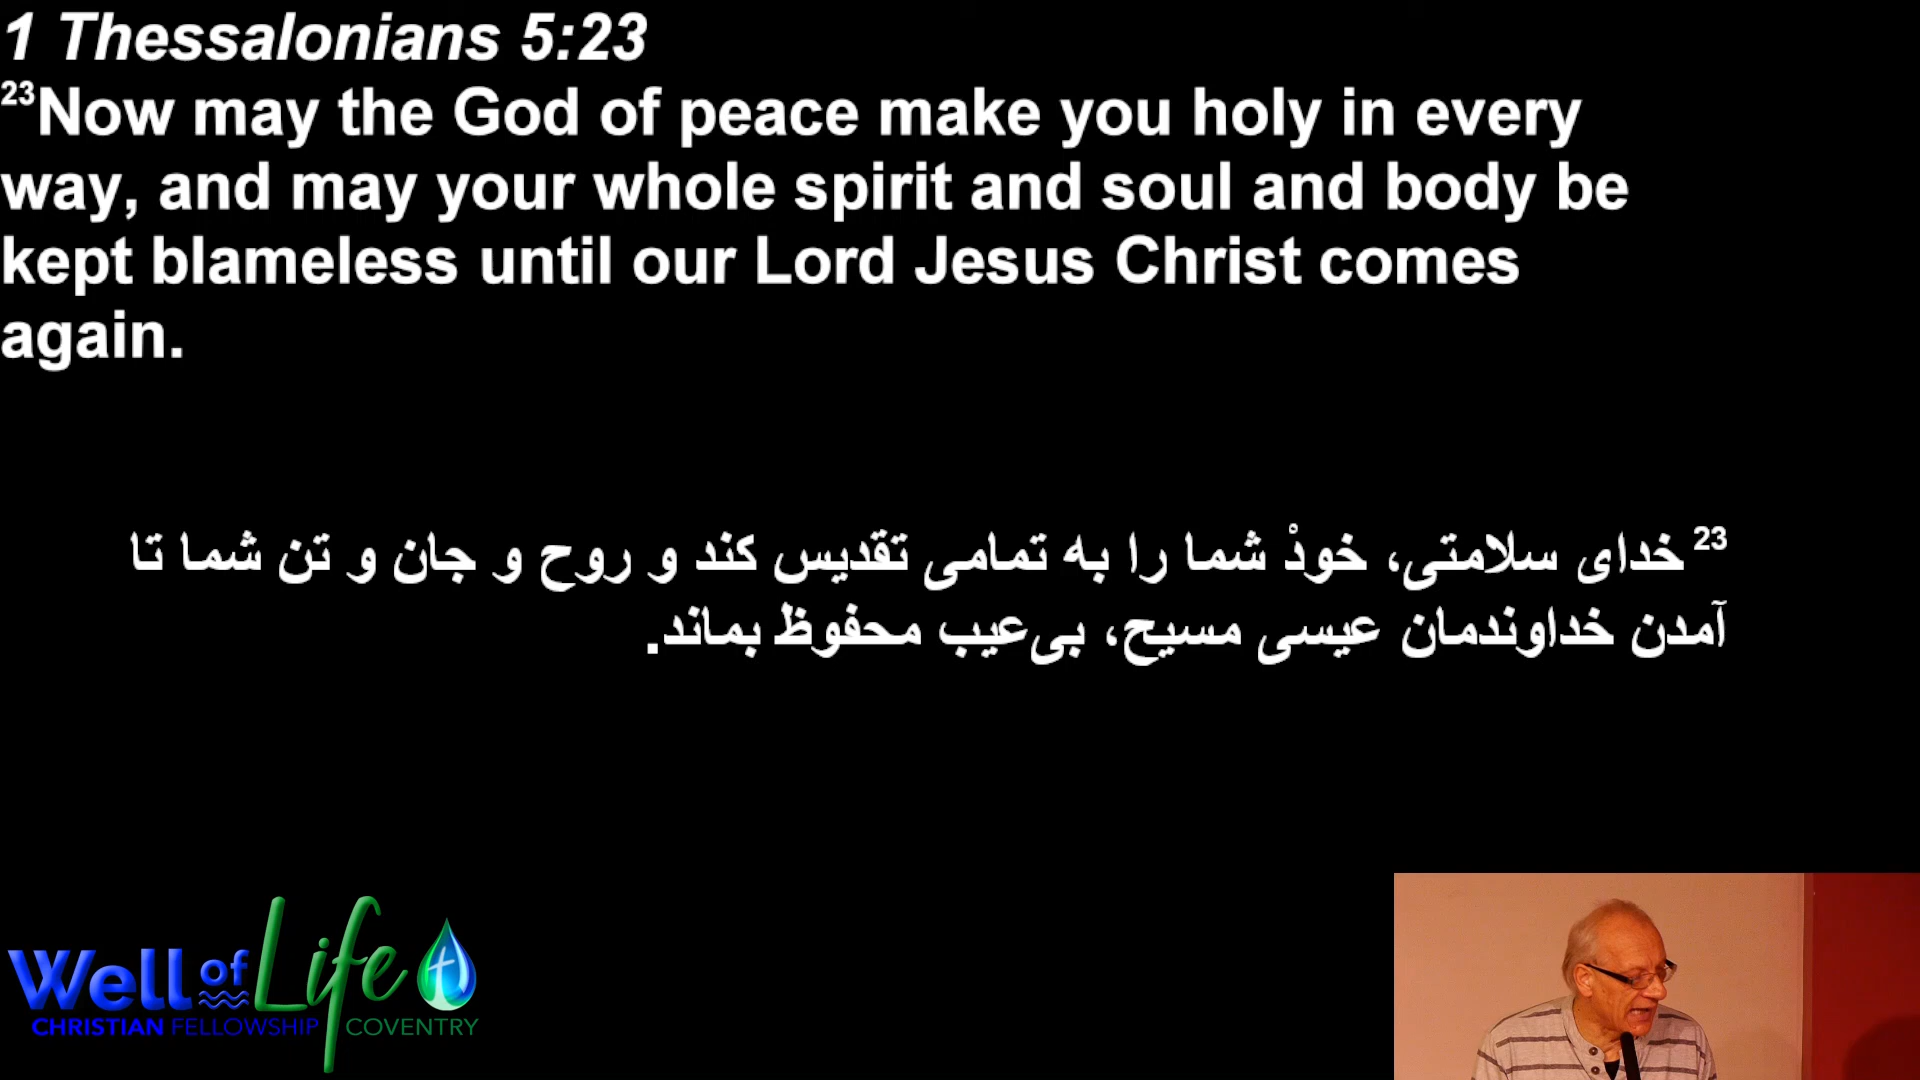 1 Thessalonians 5:23
23Now may the God of peace make you holy in every
way, and may your whole spirit and soul and body be
kept blameless until our Lord Jesus Christ comes
again.
23 خدای سلامتی، خودْ شما را به تمامی تقدیس کند و روح و جان و تن شما تا
آمدن خداوندمان عیسی مسیح، بی‌عیب محفوظ بماند.
Well of Life
CHRISTIAN FELLOWSHIP COVENTRY